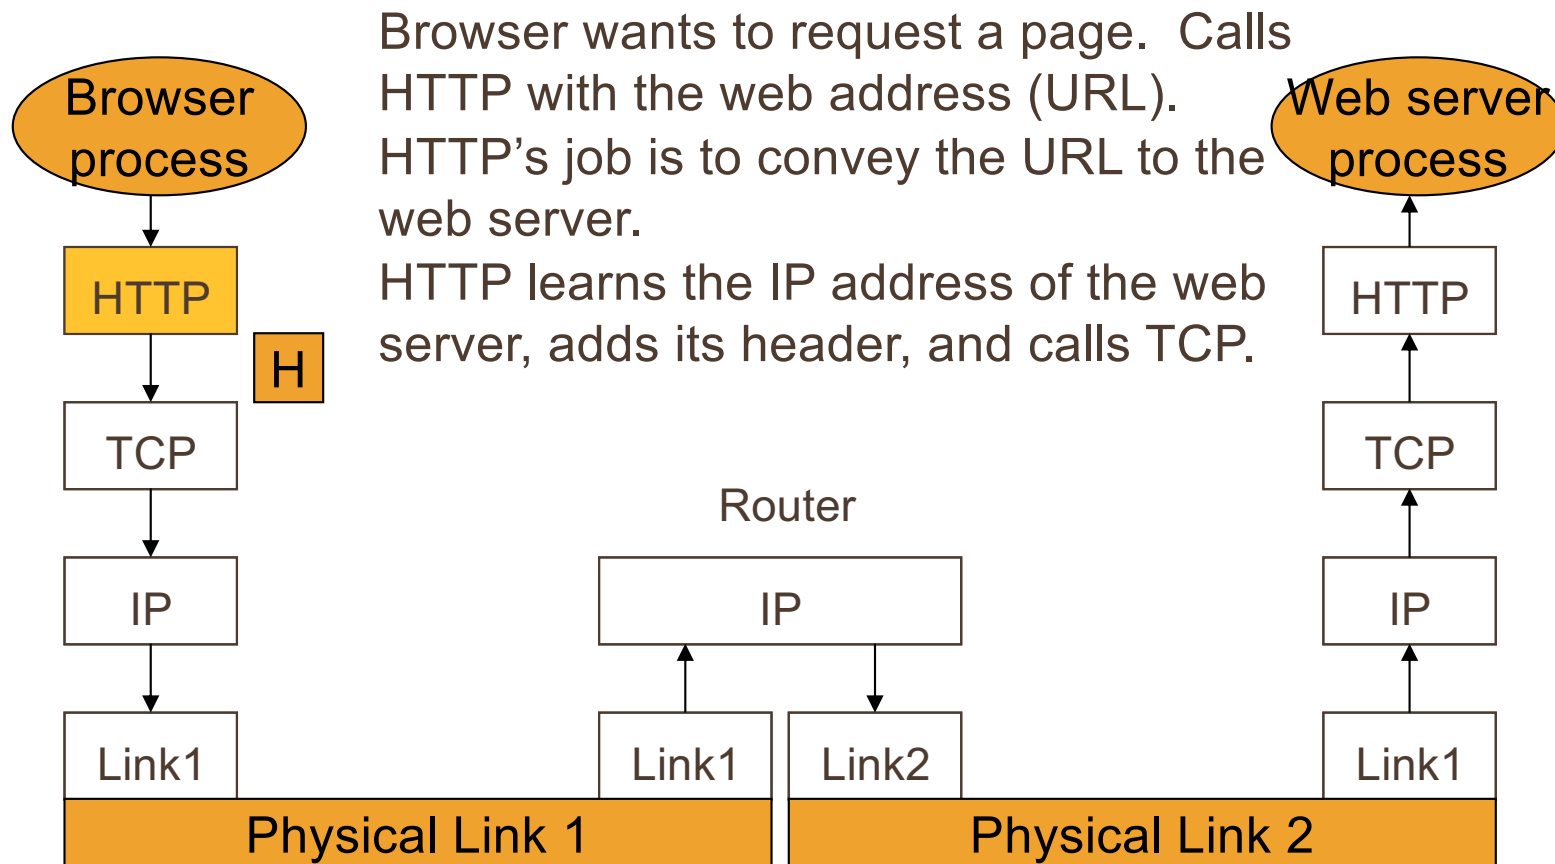 Browser wants to request a page.  Calls
HTTP with the web address (URL).
HTTP’s job is to convey the URL to the
web server.
HTTP learns the IP address of the web
server, adds its header, and calls TCP.
Browser
process
HTTP
H
TCP
IP
Link1
Router
IP
Link1
Link2
Web server
process
HTTP
TCP
IP
Link1
Physical Link 1
Physical Link 2